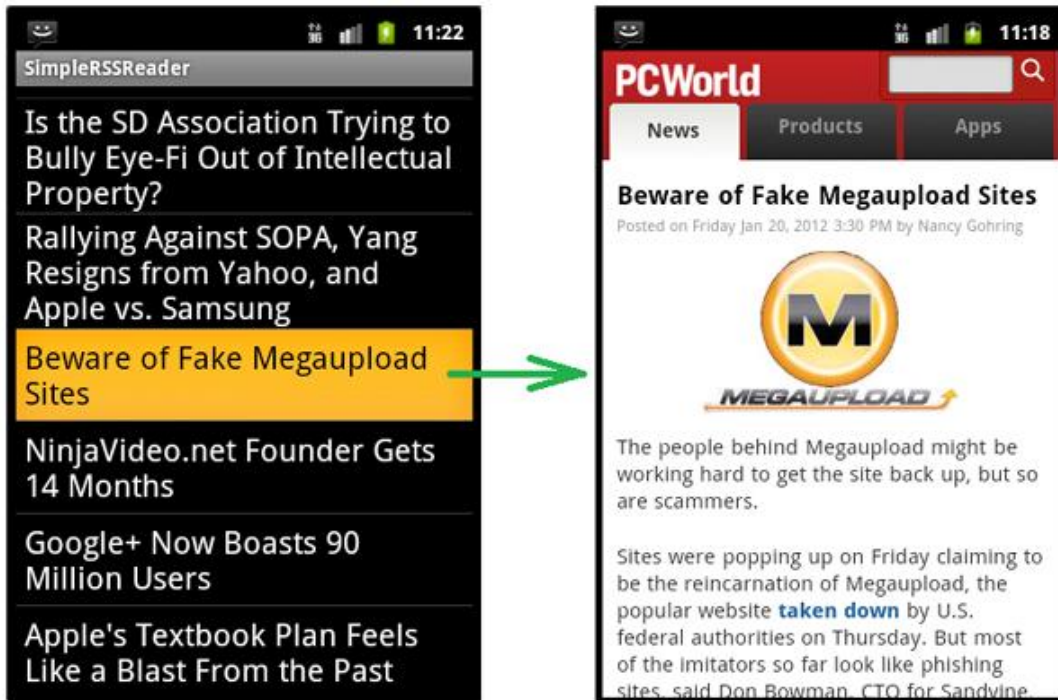 11:22
SimpleRSSReader
Is the SD Association Trying to
Bully Eye-Fi Out of Intellectual
Property?
Rallying Against SOPA, Yang
Resigns from Yahoo, and
Apple vs. Samsung
Beware of Fake Megaupload
Sites
NinjaVideo.net Founder Gets
14 Months
Google+ Now Boasts 90
Million Users
Apple's Textbook Plan Feels
Like a Blast From the Past
3G 11:18
PCWorld
News Products Apps
Beware of Fake Megaupload Sites
Posted on Friday Jan 20, 2012 3:30 PM by Nancy Gohring
M
MEGAUPLOAD
The people behind Megaupload might be
working hard to get the site back up, but so
are scammers.
Sites were popping up on Friday claiming to
be the reincarnation of Megaupload, the
popular website taken down by U.S.
federal authorities on Thursday. But most
of the imitators so far look like phishing
sites, said Don Bowman, CTO for Sandvine,